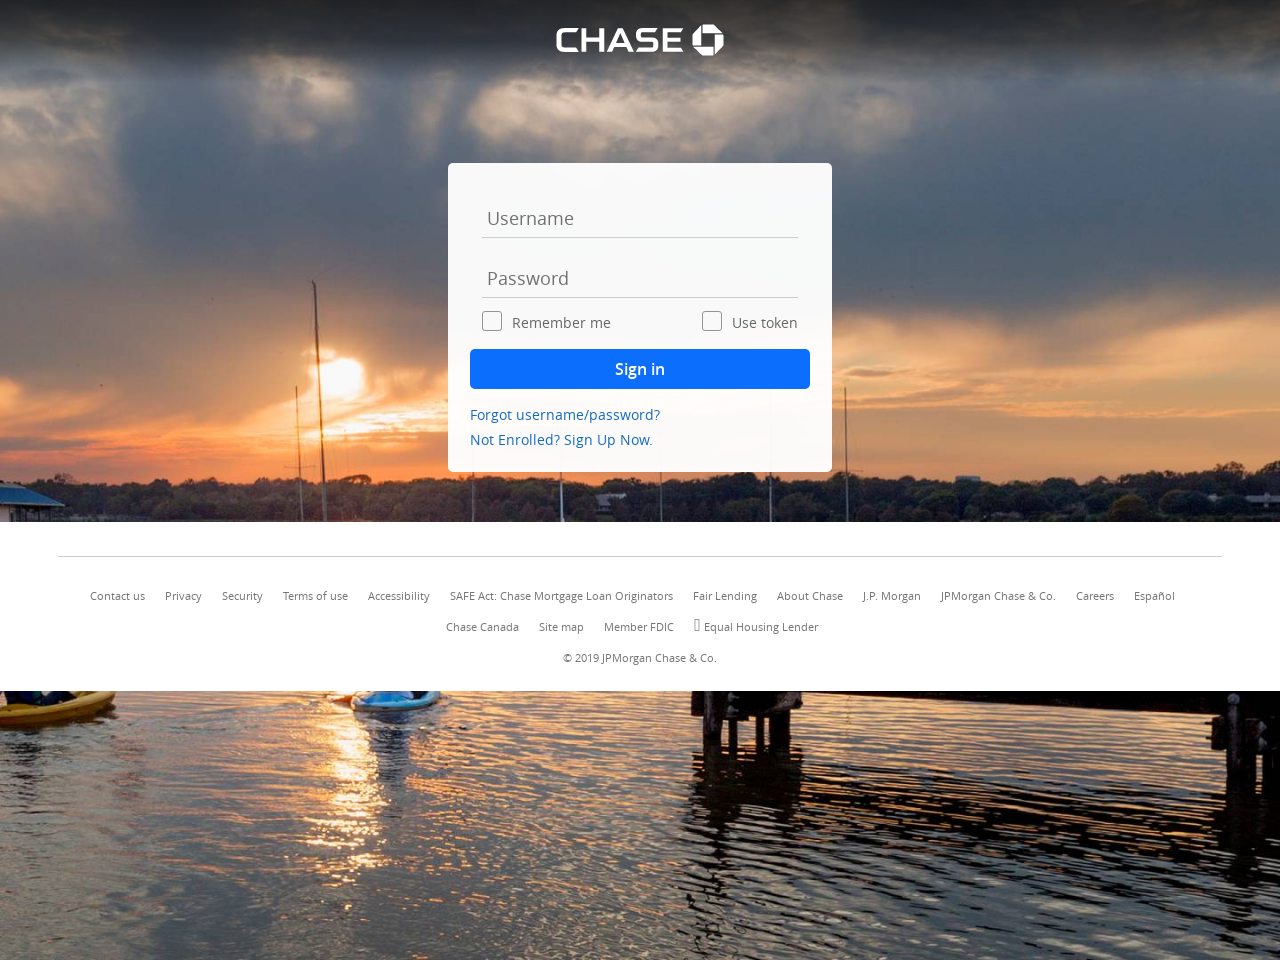 CHASE
Username
Password
Remember me Use token
Sign in
Forgot username/password?
Not Enrolled? Sign Up Now.
Contact us Privacy Security Terms of use Accessibility SAFE Act: Chase Mortgage Loan Originators Fair Lending About Chase J.P. Morgan JPMorgan Chase & Co. Careers Español
Chase Canada Site map Member FDIC Equal Housing Lender
© 2019 JPMorgan Chase & Co.